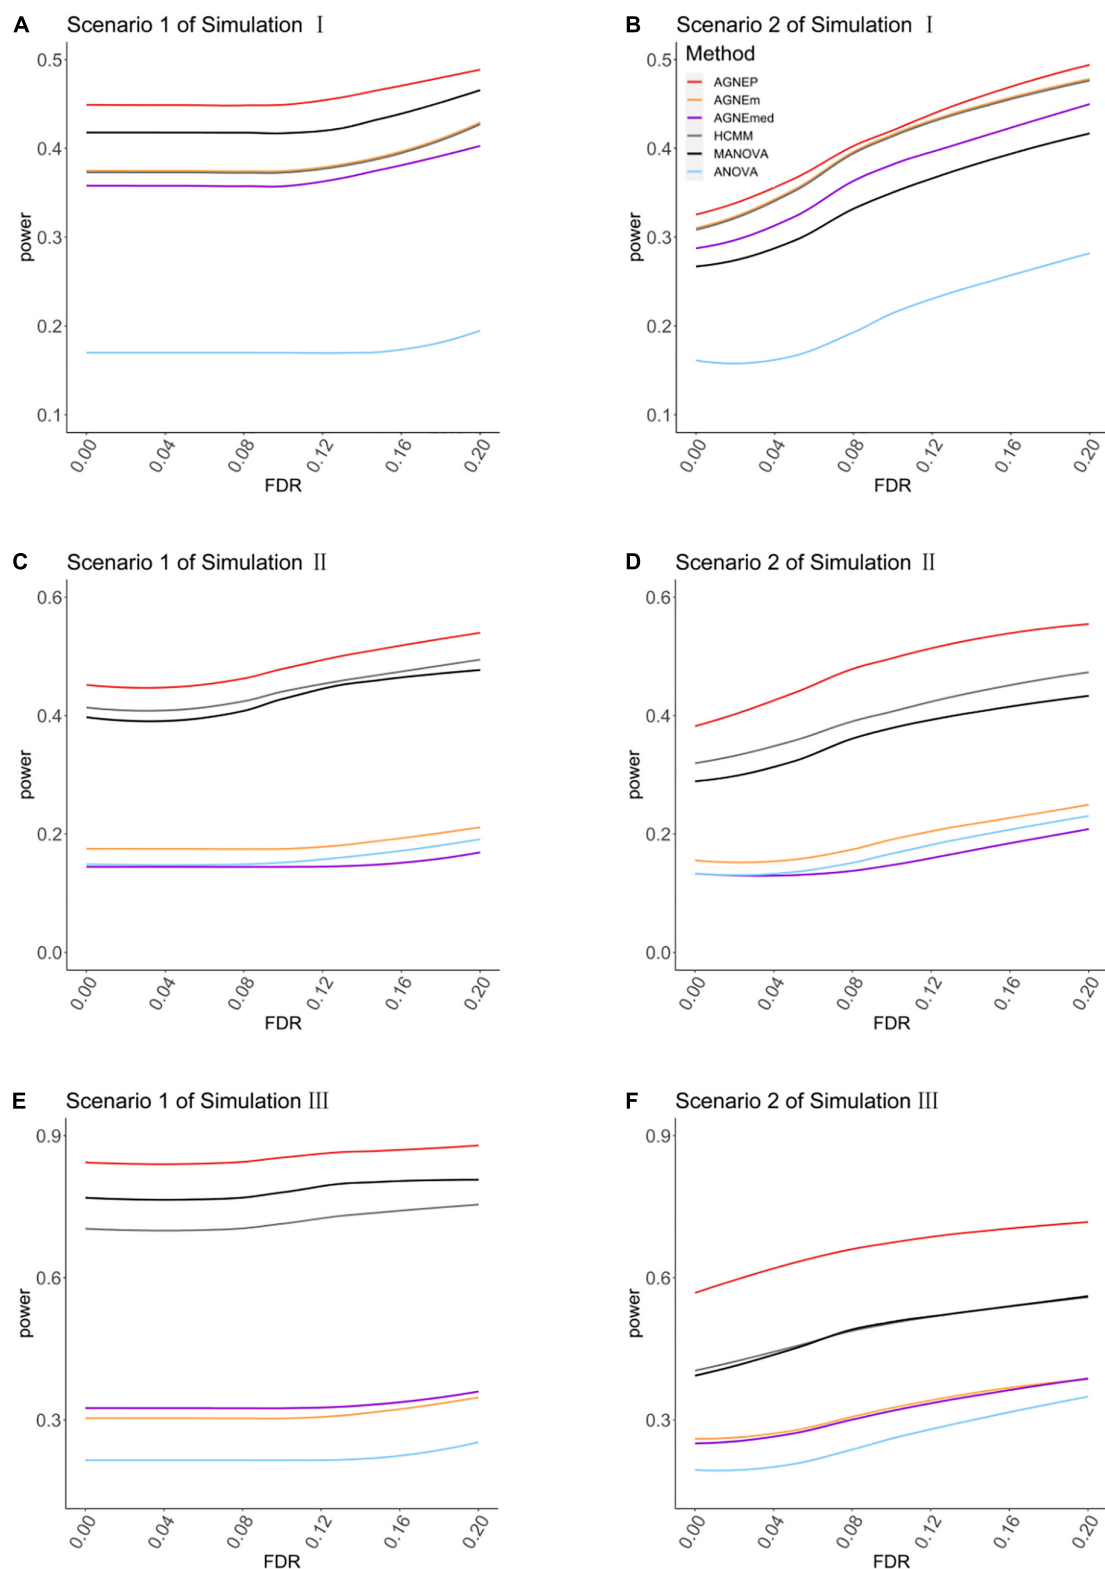 A Scenario 1 of Simulation Ⅰ
0.5
0.4
0.3
0.2
0.1
power
0.00 0.04 0.08 0.12 0.16 0.20
FDR
B Scenario 2 of Simulation Ⅰ
Method
AGNEP
AGNEm
AGNEmed
HCMM
MANOVA
ANOVA
0.5
0.4
0.3
0.2
0.1
power
0.00 0.04 0.08 0.12 0.16 0.20
FDR
C Scenario 1 of Simulation Ⅱ
0.6
0.4
0.2
0.0
power
0.00 0.04 0.08 0.12 0.16 0.20
FDR
D Scenario 2 of Simulation Ⅱ
0.6
0.4
0.2
0.0
power
0.00 0.04 0.08 0.12 0.16 0.20
FDR
E Scenario 1 of Simulation Ⅲ
0.9
0.6
0.3
power
0.00 0.04 0.08 0.12 0.16 0.20
FDR
F Scenario 2 of Simulation Ⅲ
0.9
0.6
0.3
power
0.00 0.04 0.08 0.12 0.16 0.20
FDR